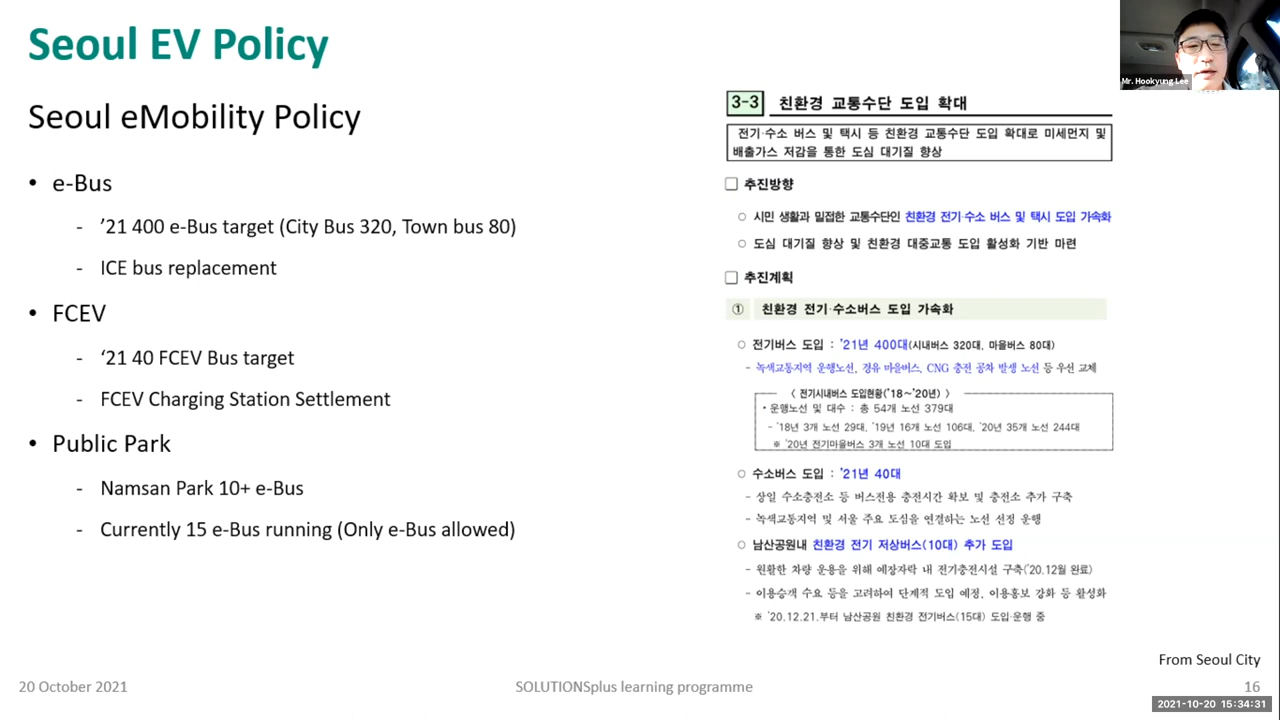 Seoul EV Policy
Seoul eMobility Policy
• e-Bus
- ’21 400 e-Bus target (City Bus 320, Town bus 80)
- ICE bus replacement
• FCEV
- ‘21 40 FCEV Bus target
- FCEV Charging Station Settlement
• Public Park
- Namsan Park 10+ e-Bus
- Currently 15 e-Bus running (Only e-Bus allowed)
3-3 친환경 교통수단 도입 확대
전기·수소 버스 및 택시 등 친환경 교통수단 도입 확대로 미세먼지 및
배출가스 저감을 통한 도심 대기질 향상
□ 추진방향
○ 시민 생활과 밀접한 교통수단인 친환경 전기·수소 버스 및 택시 도입 가속화
○ 도심 대기질 향상 및 친환경 대중교통 도입 활성화 기반 마련
□ 추진계획
① 친환경 전기·수소버스 도입 가속화
○ 전기버스 도입 : ’21년 400대(시내버스 320대, 마을버스 80대)
- 녹색교통지역 운행노선, 경유 마을버스, CNG 충전 공차 발생 노선 등 우선 교체
< 전기시내버스 도입현황(’18~’20년) >
• 운행노선 및 대수 : 총 54개 노선 379대
- ’18년 3개 노선 29대, ’19년 16개 노선 106대, ’20년 35개 노선 244대
※ ’20년 전기마을버스 3개 노선 10대 도입
○ 수소버스 도입 : ’21년 40대
- 상일 수소충전소 등 버스전용 충전시간 확보 및 충전소 추가 구축
- 녹색교통지역 및 서울 주요 도심을 연결하는 노선 선정 운행
○ 남산공원내 친환경 전기 저상버스(10대) 추가 도입
- 원활한 차량 운용을 위해 예장자락 내 전기충전시설 구축(’20.12월 완료)
- 이용승객 수요 등을 고려하여 단계적 도입 예정, 이용홍보 강화 등 활성화
※ ’20.12.21.부터 남산공원 친환경 전기버스(15대) 도입·운행 중
Mr. Hookyung Lee
From Seoul City
20 October 2021
SOLUTIONSplus learning programme
16
2021-10-20 15:34:31